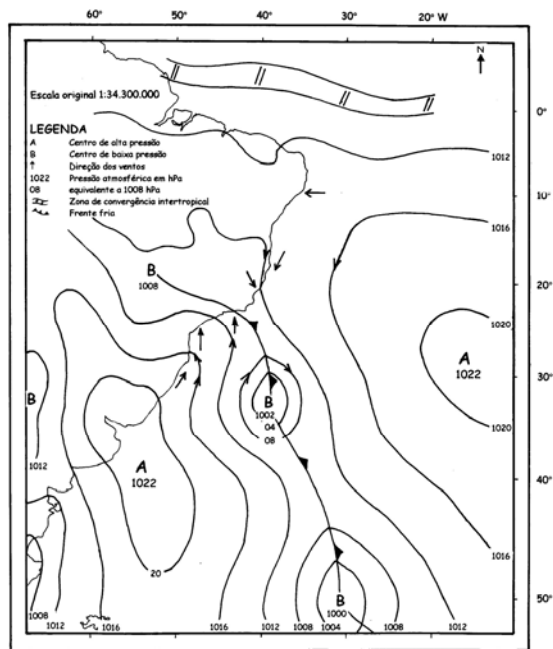 60° 50° 40° 30° 20° W
N
Escala original 1:34.300.000
0°
LEGENDA
A Centro de alta pressão
B Centro de baixa pressão
↑ Direção dos ventos
1022 Pressão atmosférica em hPa
08 equivalente a 1008 hPa
Zona de convergência intertropical
Frente fria
1012
10°
1016
B
1008
20°
1020
A
1022
30°
B
B
1002
04
08
1012
1020
A
1022
40°
1016
20
50°
B
1000
1008
1012 1016 1016 1012 1008 1004 1008 1012